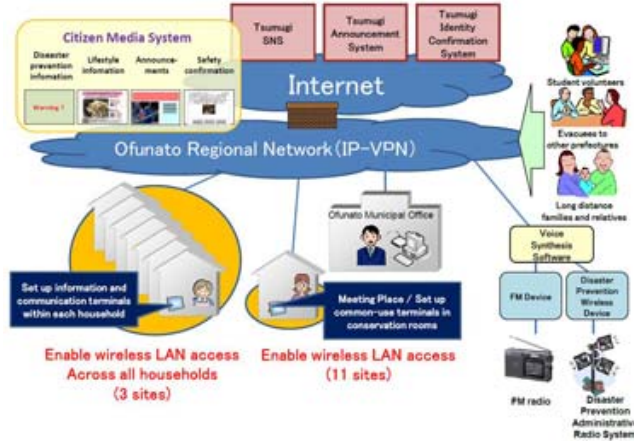 Citizen Media System
Disaster
prevention
infomation
Lifestyle
infomation
Announce-
ments
Safety
confirmation
Warning !
Tsumugi
SNS
Tsumugi
Announcement
System
Tsumugi
Identity
Confirmation
System
Internet
Ofunato Regional Network(IP-VPN)
Student volunteers
Evacuees to
other prefectures
Long distance
families and relatives
Ofunato Municipal Office
Set up information and
communication terminals
within each household
Meeting Place / Set up
common-use terminals in
conservation rooms
Enable wireless LAN access
Across all households
(3 sites)
Enable wireless LAN access
(11 sites)
Voice
Synthesis
Software
FM Device
Disaster
Prevention
Wireless
Device
FM radio
Disaster
Prevention
Administrative
Radio System